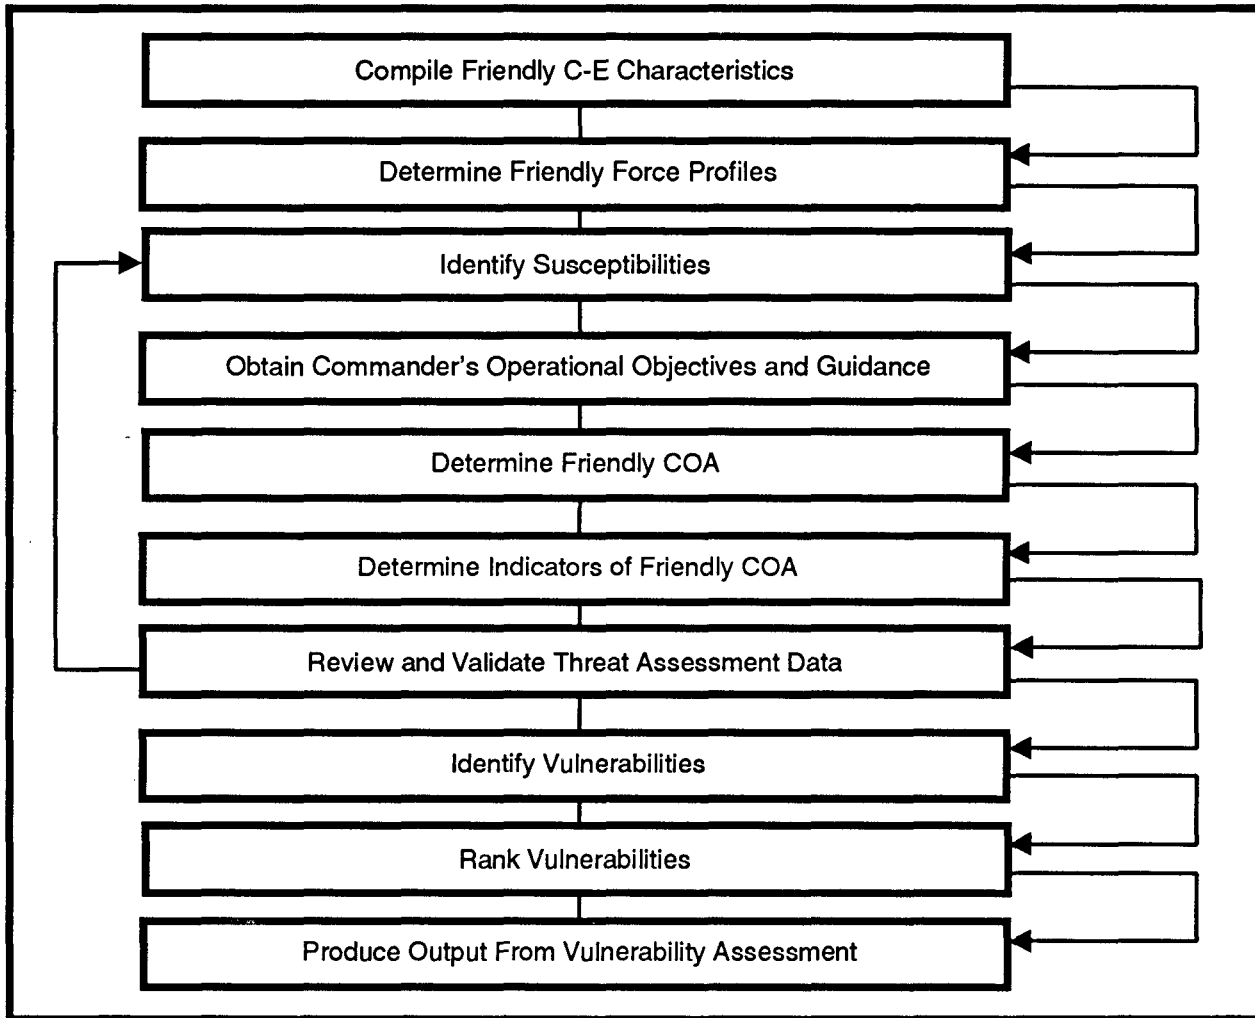 Compile Friendly C-E Characteristics
Determine Friendly Force Profiles
Identify Susceptibilities
Obtain Commander's Operational Objectives and Guidance
Determine Friendly COA
Determine Indicators of Friendly COA
Review and Validate Threat Assessment Data
Identify Vulnerabilities
Rank Vulnerabilities
Produce Output From Vulnerability Assessment